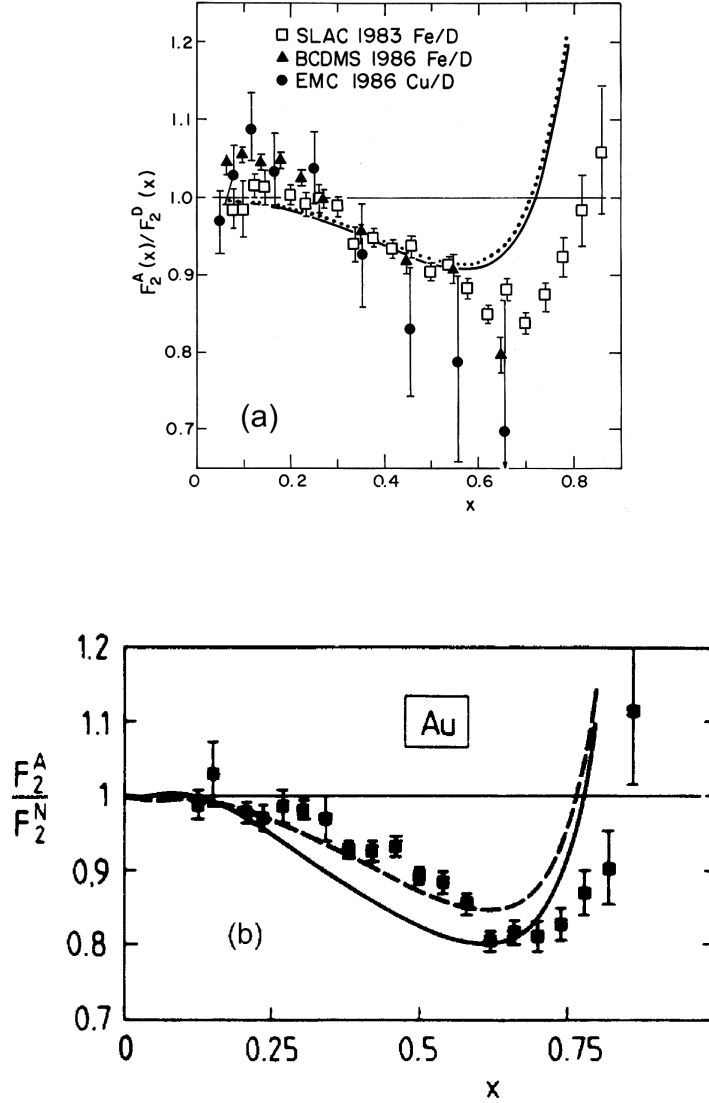 1.2
□ SLAC 1983 Fe/D
▲ BCDMS 1986 Fe/D
● EMC 1986 Cu/D
1.1
1.0
0.9
0.8
0.7
F₂ᴬ(x)/F₂ᴰ(x)
(a)
0 0.2 0.4 0.6 0.8
x
1.2
1.1
1
0.9
0.8
0.7
F₂ᴬ
F₂ᴺ
Au
(b)
0 0.25 0.5 0.75
x